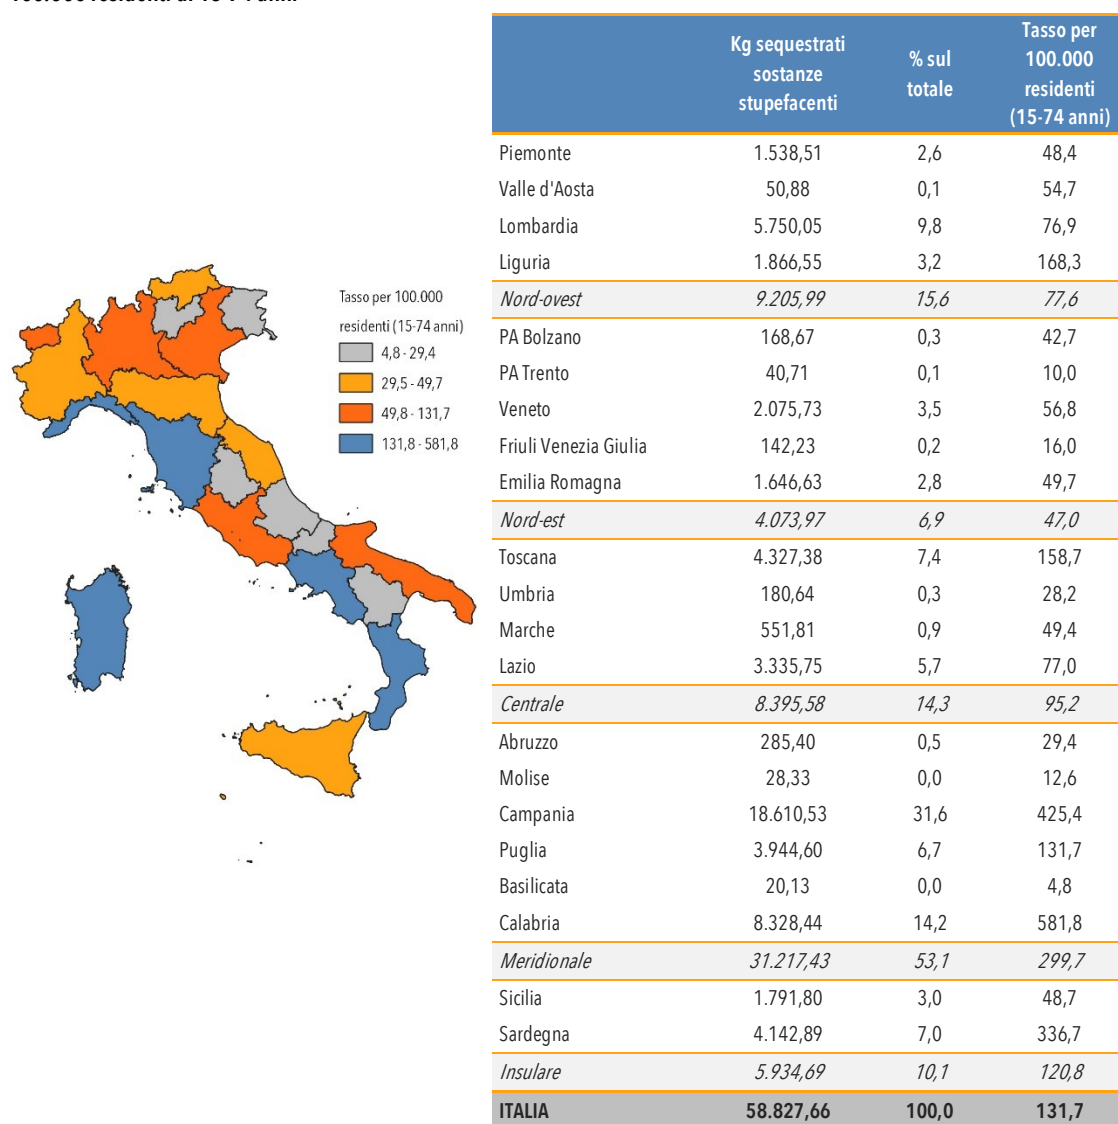 Tasso per 100.000
residenti (15-74 anni)
4,8 - 29,4
29,5 - 49,7
49,8 - 131,7
131,8 - 581,8
Kg sequestrati sostanze stupefacenti % sul totale Tasso per 100.000 residenti (15-74 anni)
Piemonte 1.538,51 2,6 48,4
Valle d'Aosta 50,88 0,1 54,7
Lombardia 5.750,05 9,8 76,9
Liguria 1.866,55 3,2 168,3
Nord-ovest 9.205,99 15,6 77,6
PA Bolzano 168,67 0,3 42,7
PA Trento 40,71 0,1 10,0
Veneto 2.075,73 3,5 56,8
Friuli Venezia Giulia 142,23 0,2 16,0
Emilia Romagna 1.646,63 2,8 49,7
Nord-est 4.073,97 6,9 47,0
Toscana 4.327,38 7,4 158,7
Umbria 180,64 0,3 28,2
Marche 551,81 0,9 49,4
Lazio 3.335,75 5,7 77,0
Centrale 8.395,58 14,3 95,2
Abruzzo 285,40 0,5 29,4
Molise 28,33 0,0 12,6
Campania 18.610,53 31,6 425,4
Puglia 3.944,60 6,7 131,7
Basilicata 20,13 0,0 4,8
Calabria 8.328,44 14,2 581,8
Meridionale 31.217,43 53,1 299,7
Sicilia 1.791,80 3,0 48,7
Sardegna 4.142,89 7,0 336,7
Insulare 5.934,69 10,1 120,8
ITALIA 58.827,66 100,0 131,7